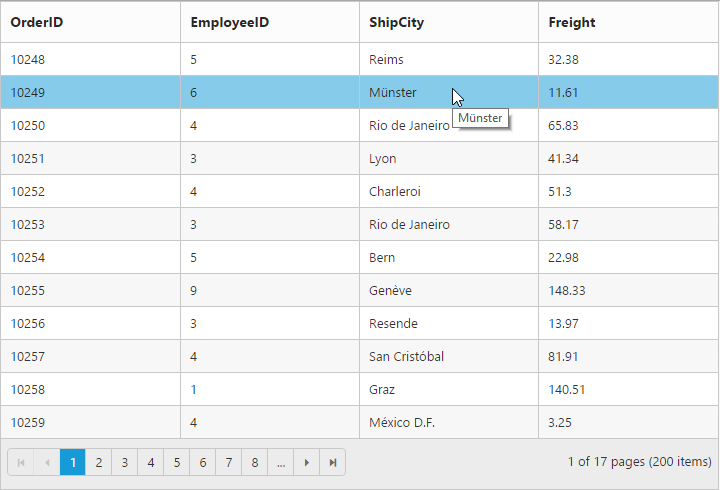 OrderID EmployeeID ShipCity Freight
10248 5 Reims 32.38
10249 6 Münster 11.61
Münster
10250 4 Rio de Janeiro 65.83
10251 3 Lyon 41.34
10252 4 Charleroi 51.3
10253 3 Rio de Janeiro 58.17
10254 5 Bern 22.98
10255 9 Genève 148.33
10256 3 Resende 13.97
10257 4 San Cristóbal 81.91
10258 1 Graz 140.51
10259 4 México D.F. 3.25
1 2 3 4 5 6 7 8 ... 1 of 17 pages (200 items)